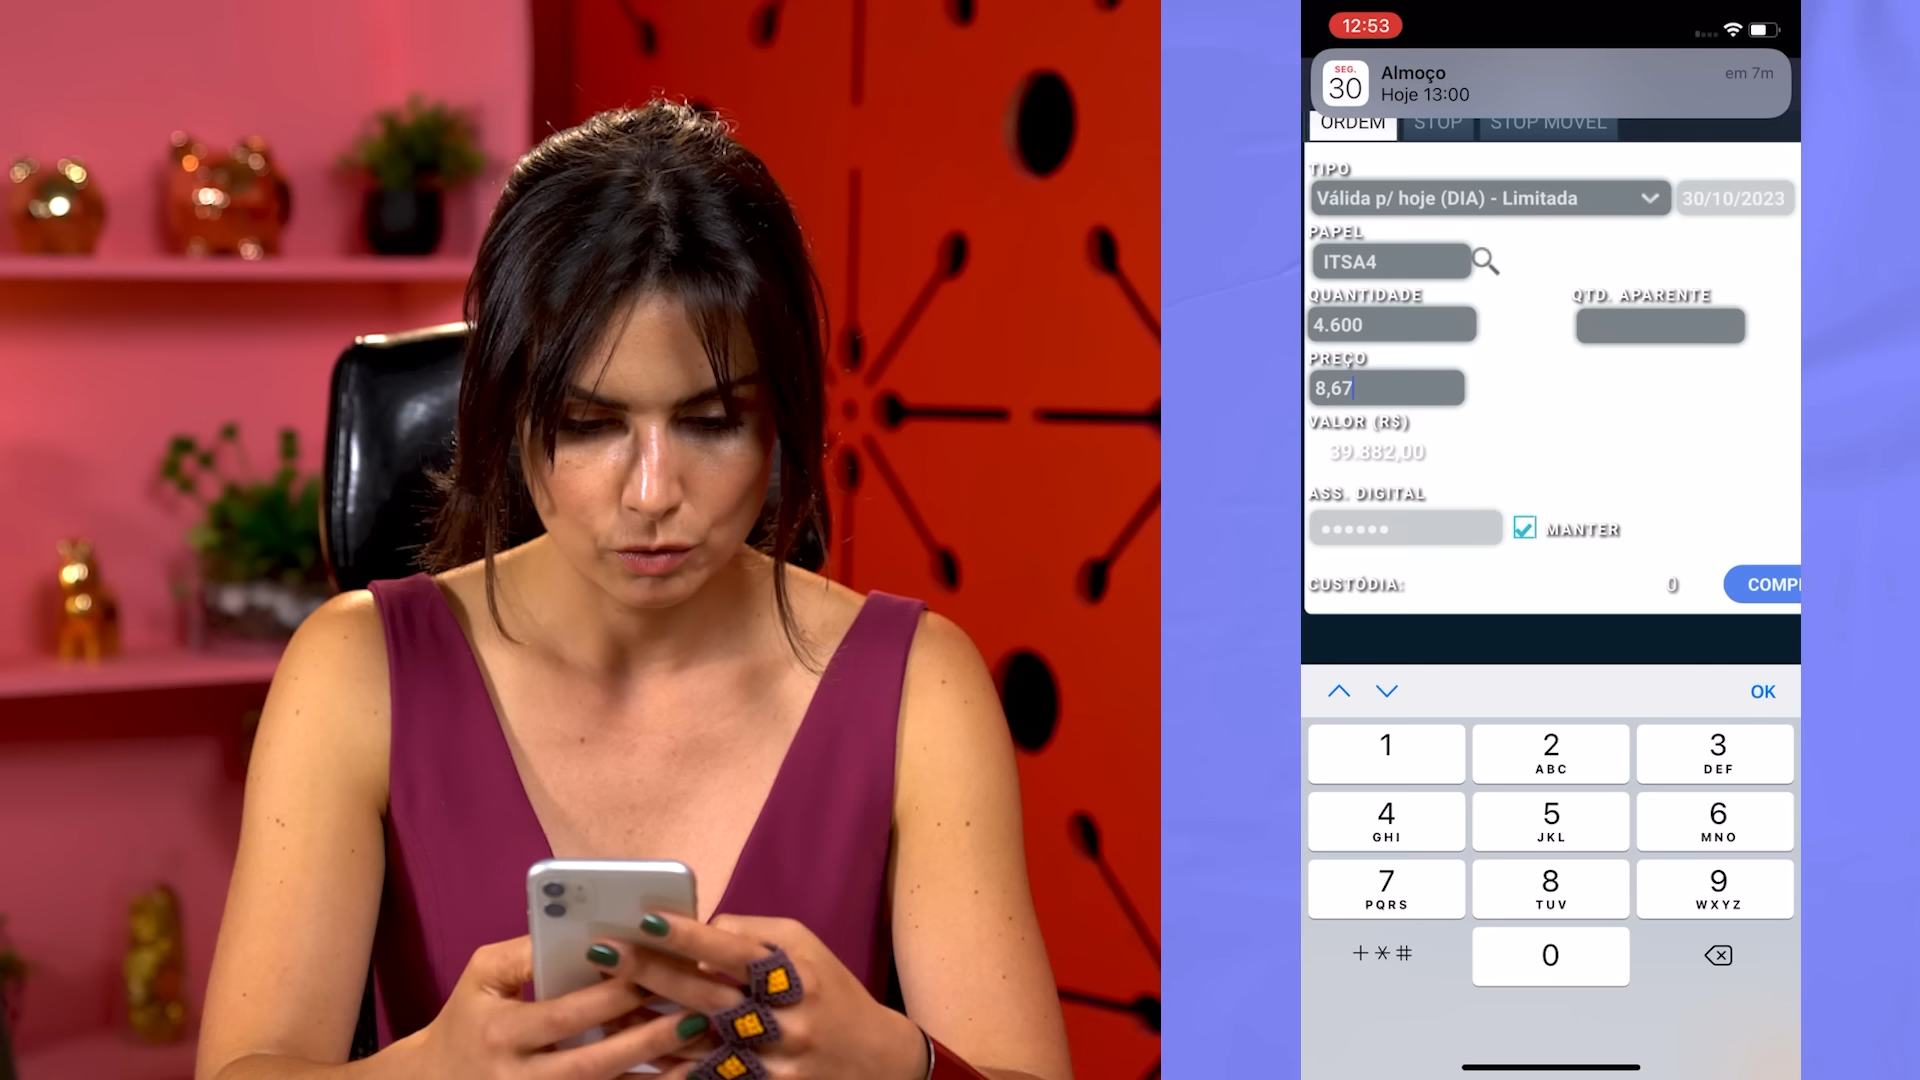 12:53
SEG.
30
Almoço
em 7m
Hoje 13:00
ORDEM
STOP
STOP MÓVEL
TIPO
Válida p/ hoje (DIA) - Limitada
30/10/2023
PAPEL
ITSA4
QUANTIDADE
QTD. APARENTE
4.600
PREÇO
8,67
VALOR (R$)
39.882,00
ASS. DIGITAL
MANTER
CUSTÓDIA:
0
OK
1
2
ABC
3
DEF
4
GHI
5
JKL
6
MNO
7
PQRS
8
TUV
9
WXYZ
+*#
0